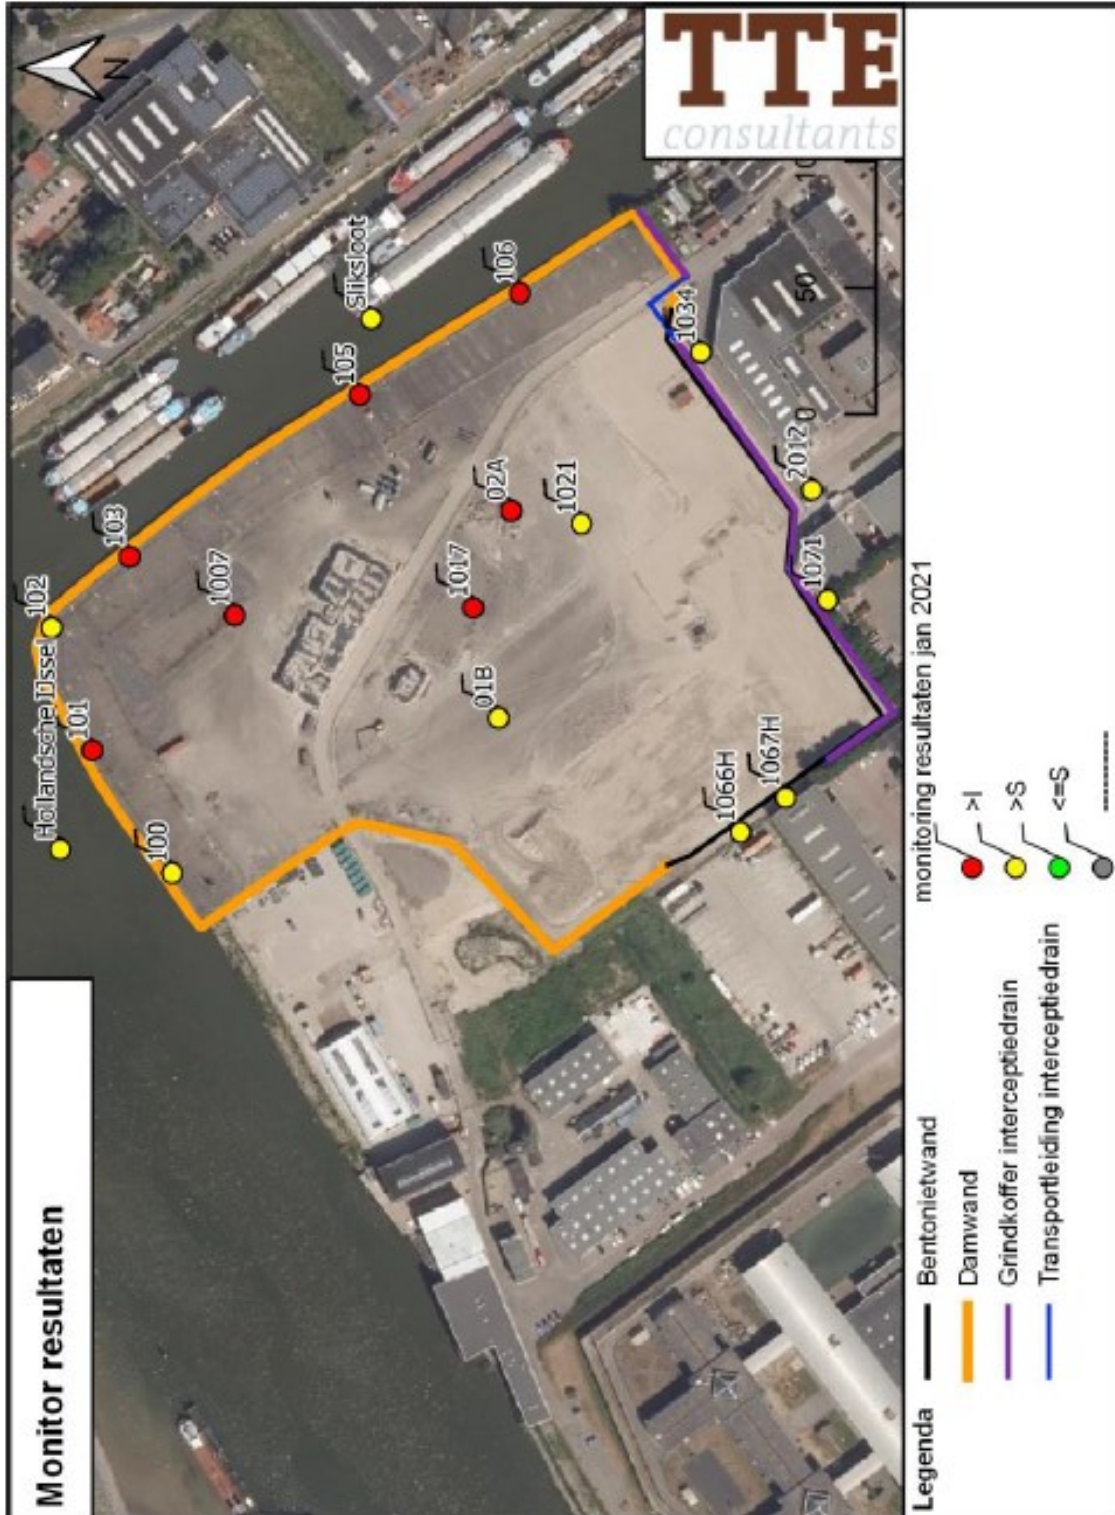 Monitor resultaten
N
TTE
consultants
Hollandsche IJssel
102
101
103
100
1007
105
Sliksloot
106
02A
1017
1021
01B
1034
2012
1071
1066H
1067H
0
50
Legenda
Bentonietwand
Damwand
Grindkoffer interceptiedrain
Transportleiding interceptiedrain
monitoring resultaten jan 2021
>I
>S
<=S